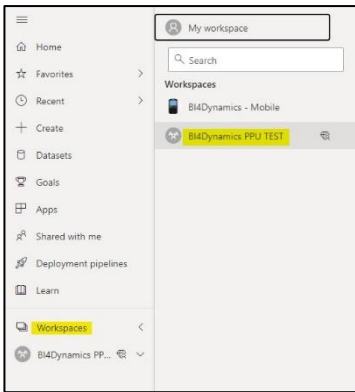 Home
Favorites
Recent
Create
Datasets
Goals
Apps
Shared with me
Deployment pipelines
Learn
Workspaces
BI4Dynamics PP...
My workspace
Search
Workspaces
BI4Dynamics - Mobile
BI4Dynamics PPU TEST